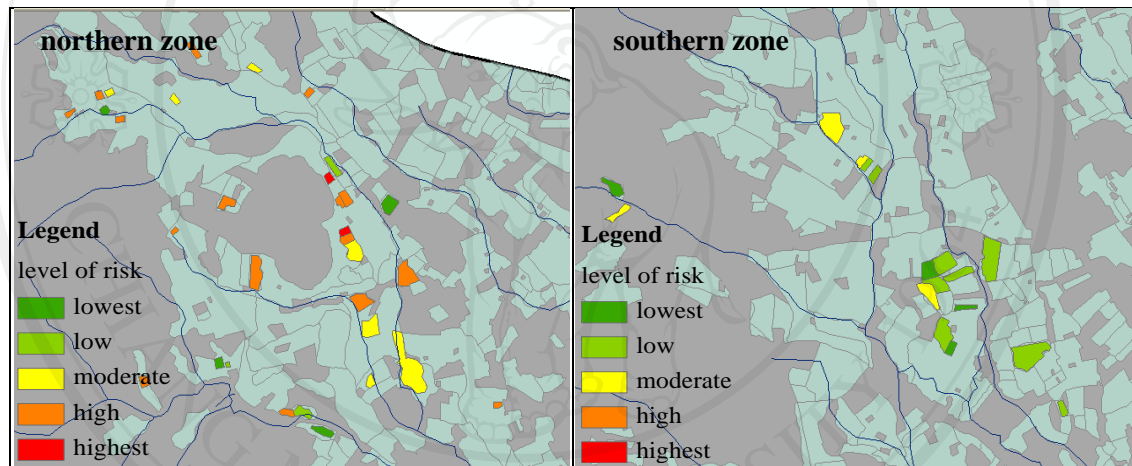 northern zone
Legend
level of risk
lowest
low
moderate
high
highest
southern zone
Legend
level of risk
lowest
low
moderate
high
highest